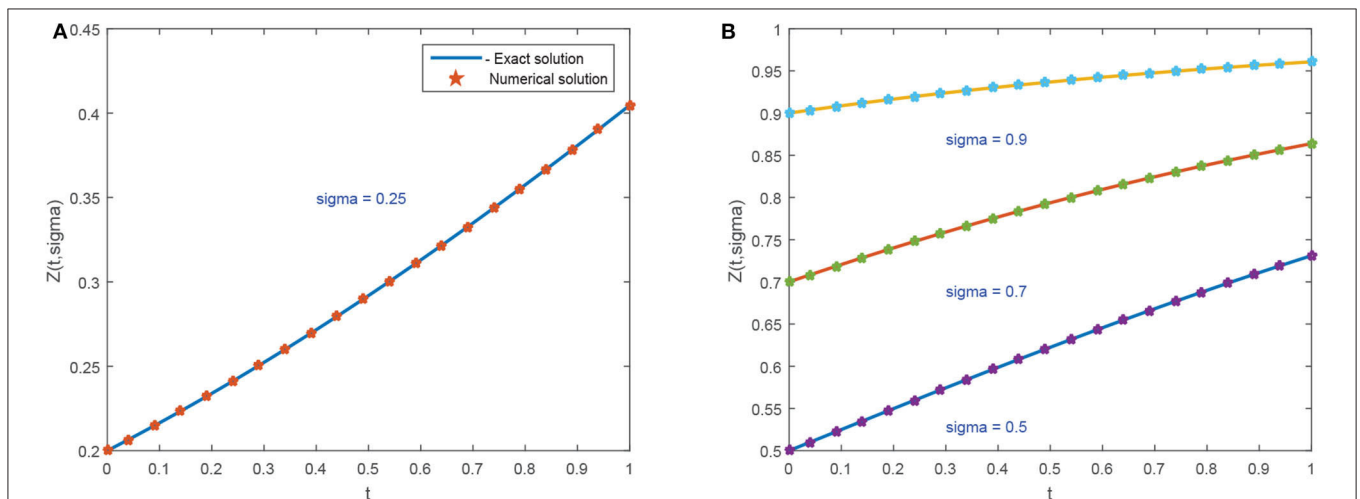 A
0.45
0.4
0.35
0.3
0.25
0.2
Z(t,sigma)
- Exact solution
Numerical solution
sigma = 0.25
0 0.1 0.2 0.3 0.4 0.5 0.6 0.7 0.8 0.9 1
t
B
1
0.95
0.9
0.85
0.8
0.75
0.7
0.65
0.6
0.55
0.5
Z(t,sigma)
sigma = 0.9
sigma = 0.7
sigma = 0.5
0 0.1 0.2 0.3 0.4 0.5 0.6 0.7 0.8 0.9 1
t